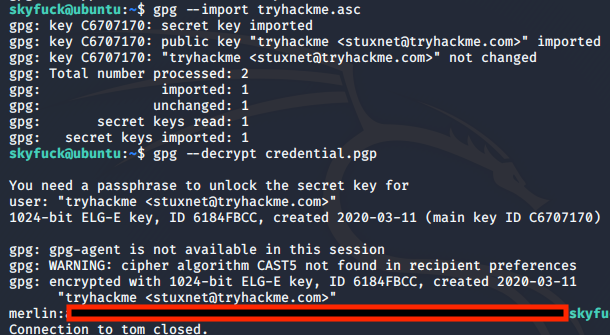 skyfuck@ubuntu:~$ gpg --import tryhackme.asc
gpg: key C6707170: secret key imported
gpg: key C6707170: public key "tryhackme <stuxnet@tryhackme.com>" imported
gpg: key C6707170: "tryhackme <stuxnet@tryhackme.com>" not changed
gpg: Total number processed: 2
gpg:               imported: 1
gpg:              unchanged: 1
gpg:       secret keys read: 1
gpg:   secret keys imported: 1
skyfuck@ubuntu:~$ gpg --decrypt credential.pgp
You need a passphrase to unlock the secret key for
user: "tryhackme <stuxnet@tryhackme.com>"
1024-bit ELG-E key, ID 6184FBCC, created 2020-03-11 (main key ID C6707170)
gpg: gpg-agent is not available in this session
gpg: WARNING: cipher algorithm CAST5 not found in recipient preferences
gpg: encrypted with 1024-bit ELG-E key, ID 6184FBCC, created 2020-03-11
"tryhackme <stuxnet@tryhackme.com>"
merlin: skyfu
Connection to tom closed.